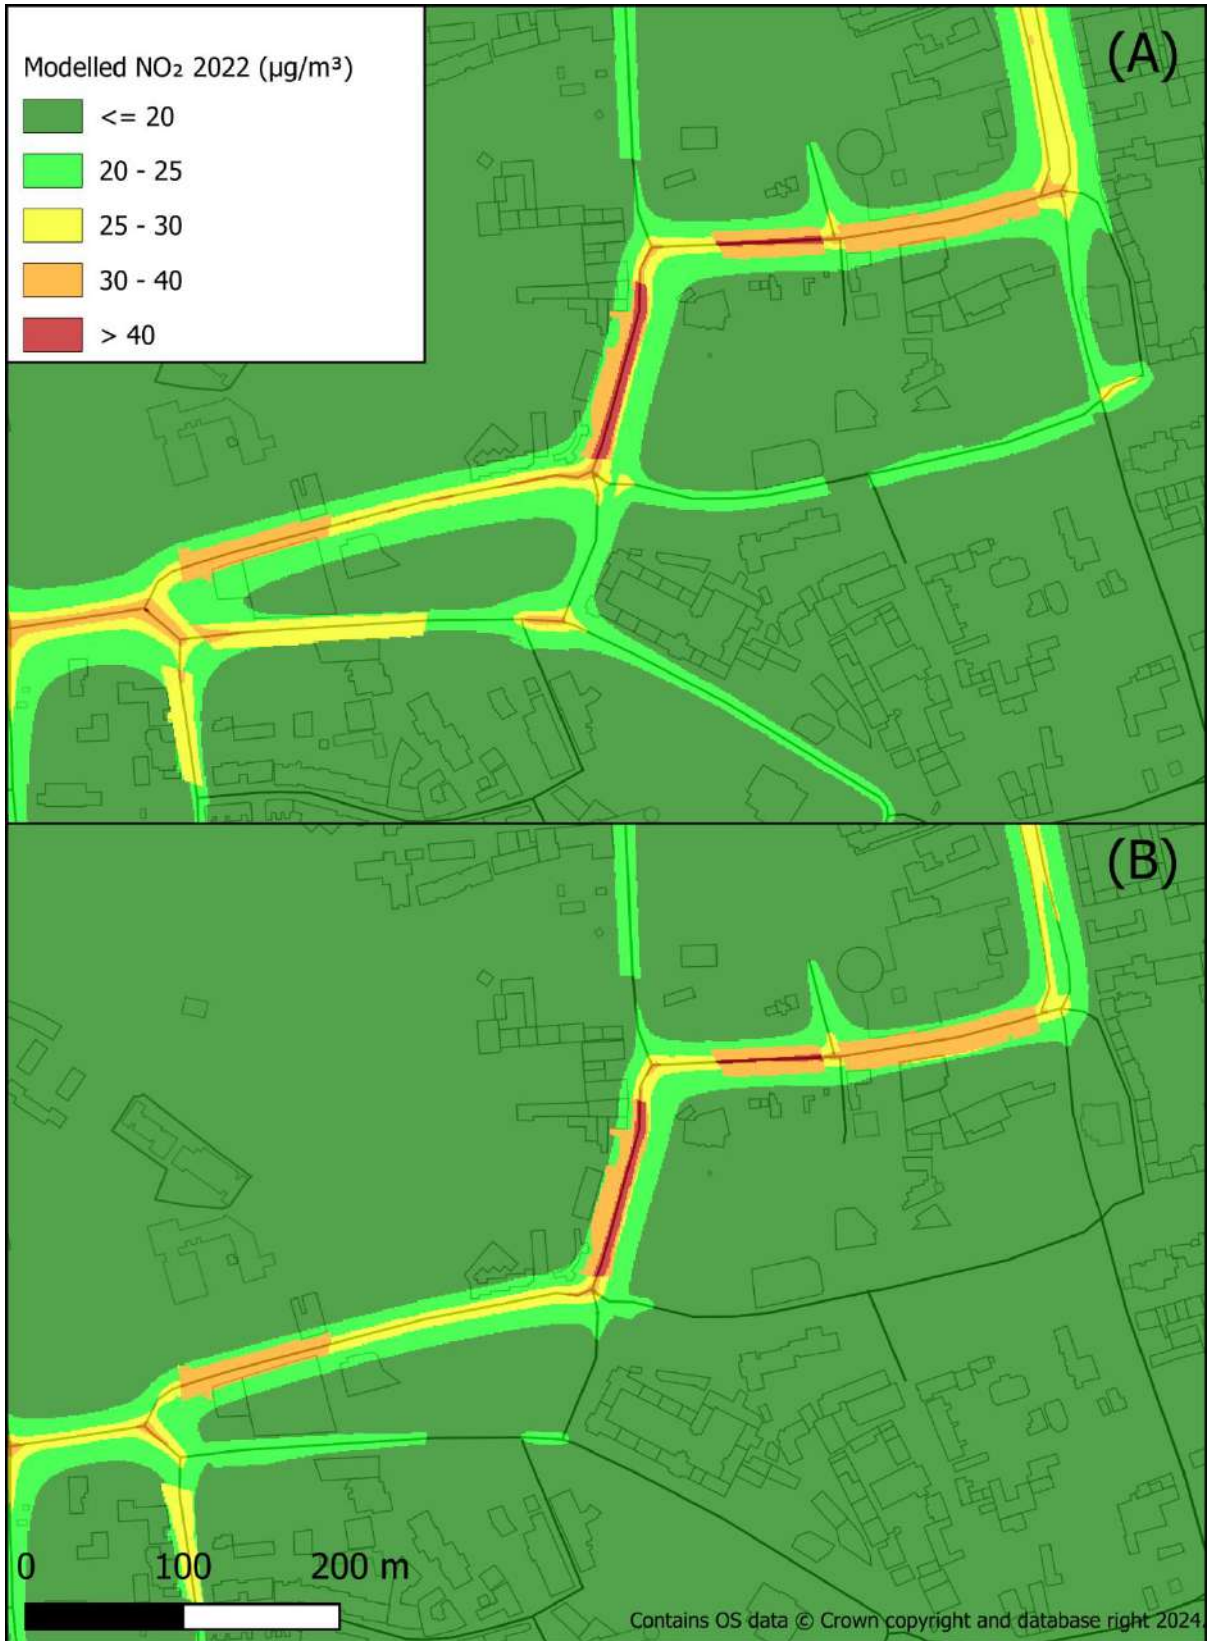 Modelled NO₂ 2022 (µg/m³)
<= 20
20 - 25
25 - 30
30 - 40
> 40
(A)
(B)
0 100 200 m
Contains OS data © Crown copyright and database right 2024.